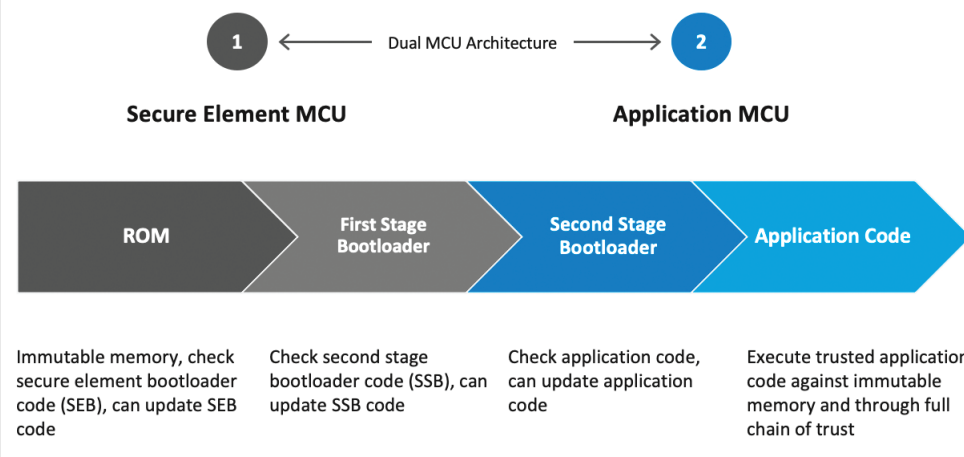 1
Dual MCU Architecture
2
Secure Element MCU
Application MCU
ROM
First Stage
Bootloader
Second Stage
Bootloader
Application Code
Immutable memory, check
secure element bootloader
code (SEB), can update SEB
code
Check second stage
bootloader code (SSB), can
update SSB code
Check application code,
can update application
code
Execute trusted application
code against immutable
memory and through full
chain of trust